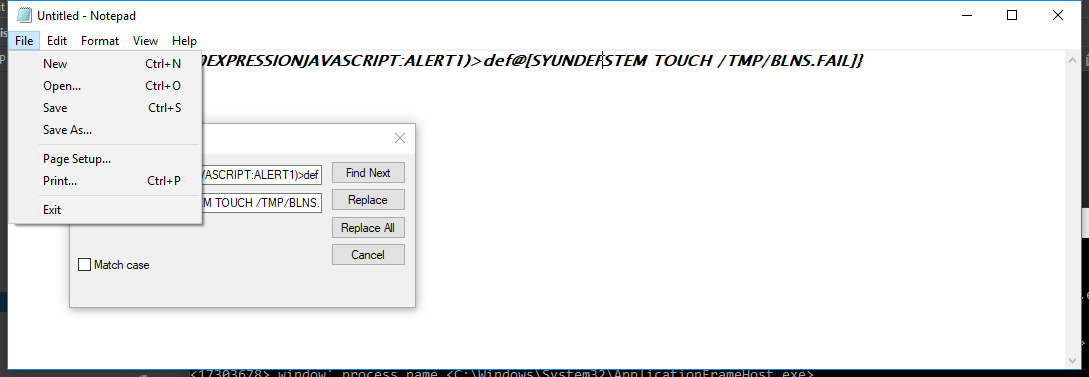 Untitled - Notepad
File Edit Format View Help
EXPRESSIONJAVASCRIPT:ALERT1)>def@[SYUNDEFSTEM TOUCH /TMP/BLNS.FAIL]}
New Ctrl+N
Open... Ctrl+O
Save Ctrl+S
Save As...
Page Setup...
Print... Ctrl+P
Exit
VASCRIPT:ALERT1)>def
Find Next
M TOUCH /TMP/BLNS.
Replace
Replace All
Cancel
Match case
<17303678> window' process name <C:\Windows\System32\ApplicationFrameHost.exe>